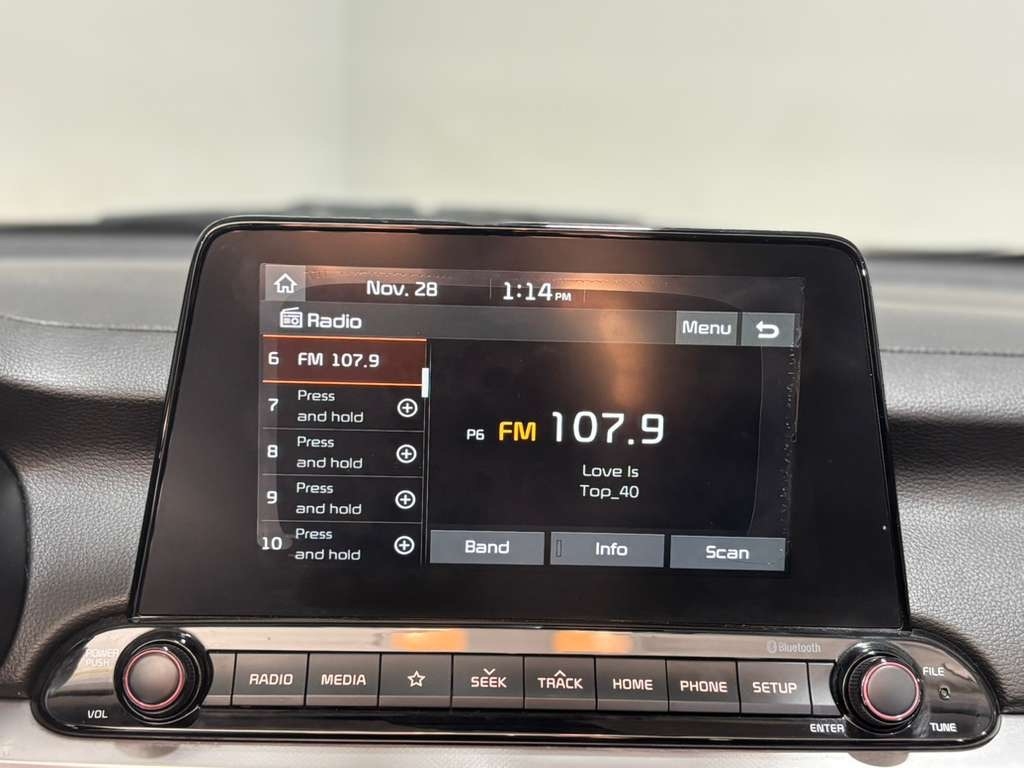 Nov. 28
1:14 PM
Radio
Menu
6 FM 107.9
7 Press
and hold
8 Press
and hold
9 Press
and hold
10 Press
and hold
P6 FM 107.9
Love Is
Top_40
Band
Info
Scan
Bluetooth
POWER
PUSH
VOL
RADIO
MEDIA
SEEK
TRACK
HOME
PHONE
SETUP
FILE
ENTER
TUNE